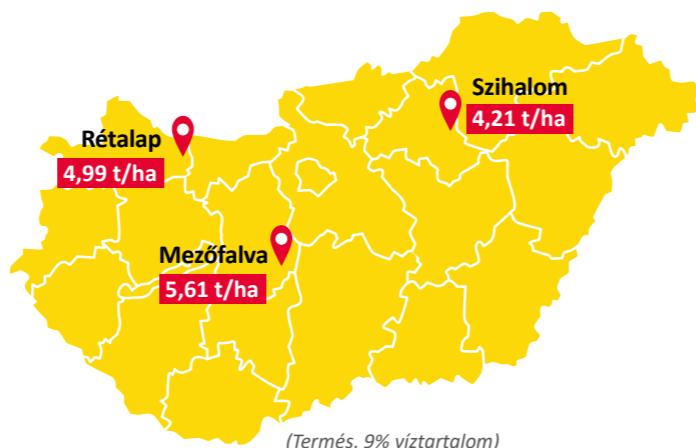 Szihalom
4,21 t/ha
Rétalap
4,99 t/ha
Mezőfalva
5,61 t/ha
(Termés, 9% víztartalom)